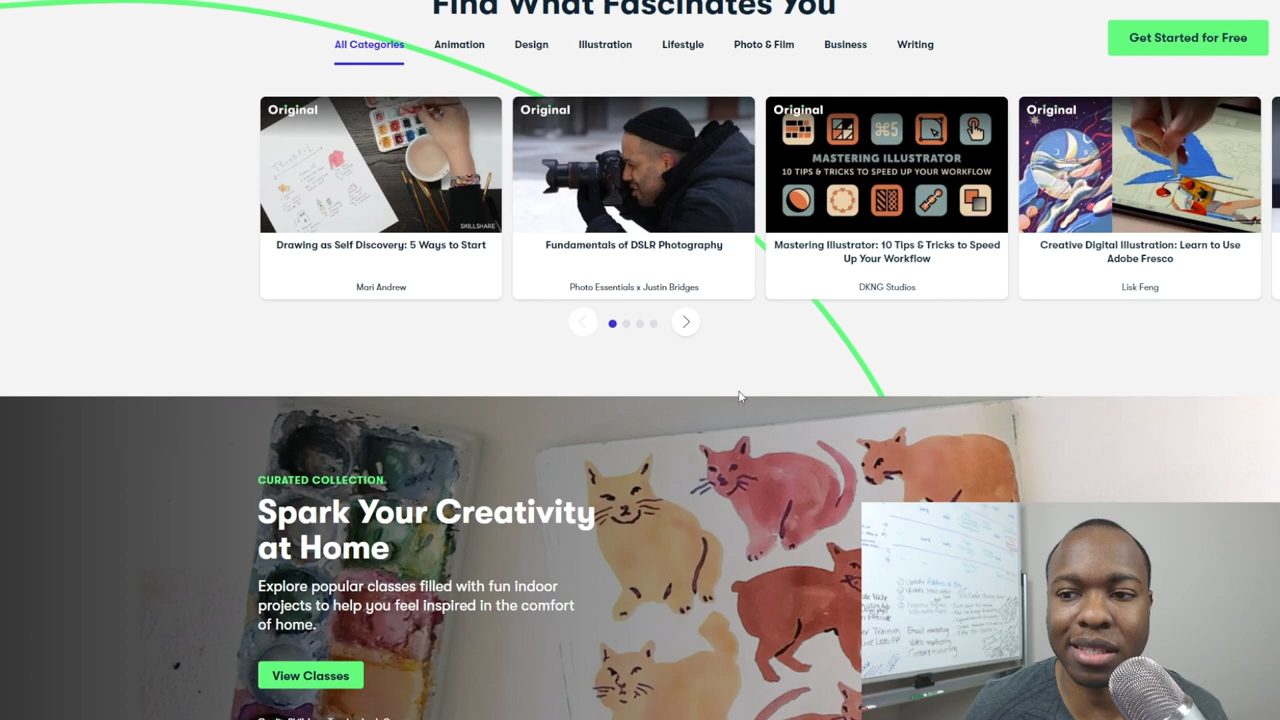 Find What Fascinates You
All Categories Animation Design Illustration Lifestyle Photo & Film Business Writing
Get Started for Free
Original
Original
Original
Original
SKILLSHARE
MASTERING ILLUSTRATOR
10 TIPS & TRICKS TO SPEED UP YOUR WORKFLOW
⌘5
Drawing as Self Discovery: 5 Ways to Start
Mari Andrew
Fundamentals of DSLR Photography
Photo Essentials x Justin Bridges
Mastering Illustrator: 10 Tips & Tricks to Speed
Up Your Workflow
DKNG Studios
Creative Digital Illustration: Learn to Use
Adobe Fresco
Lisk Feng
CURATED COLLECTION
Spark Your Creativity
at Home
Explore popular classes filled with fun indoor
projects to help you feel inspired in the comfort
of home.
View Classes
Email marketing